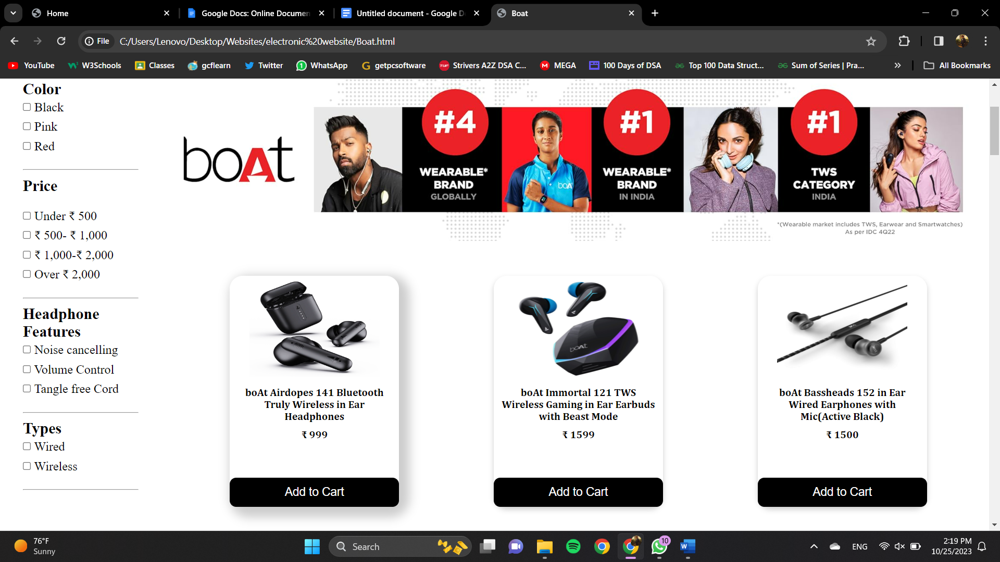 Home
Google Docs: Online Documen
Untitled document - Google D
Boat
File
C:/Users/Lenovo/Desktop/Websites/electronic%20website/Boat.html
YouTube
W3Schools
Classes
gcflearn
Twitter
WhatsApp
getpcsoftware
Strivers A2Z DSA C...
MEGA
100 Days of DSA
Top 100 Data Struct...
Sum of Series | Pra...
All Bookmarks
Color
Black
Pink
Red
Price
Under ₹ 500
₹ 500- ₹ 1,000
₹ 1,000-₹ 2,000
Over ₹ 2,000
Headphone
Features
Noise cancelling
Volume Control
Tangle free Cord
Types
Wired
Wireless
boAt
#4
WEARABLE*
BRAND
GLOBALLY
boAt
#1
WEARABLE*
BRAND
IN INDIA
#1
TWS
CATEGORY
INDIA
*(Wearable market includes TWS, Earwear and Smartwatches)
As per IDC 4Q22
boAt Airdopes 141 Bluetooth
Truly Wireless in Ear
Headphones
₹ 999
Add to Cart
boAt
boAt Immortal 121 TWS
Wireless Gaming in Ear Earbuds
with Beast Mode
₹ 1599
Add to Cart
boAt Bassheads 152 in Ear
Wired Earphones with
Mic(Active Black)
₹ 1500
Add to Cart
76°F
Sunny
Search
10
ENG
2:19 PM
10/25/2023